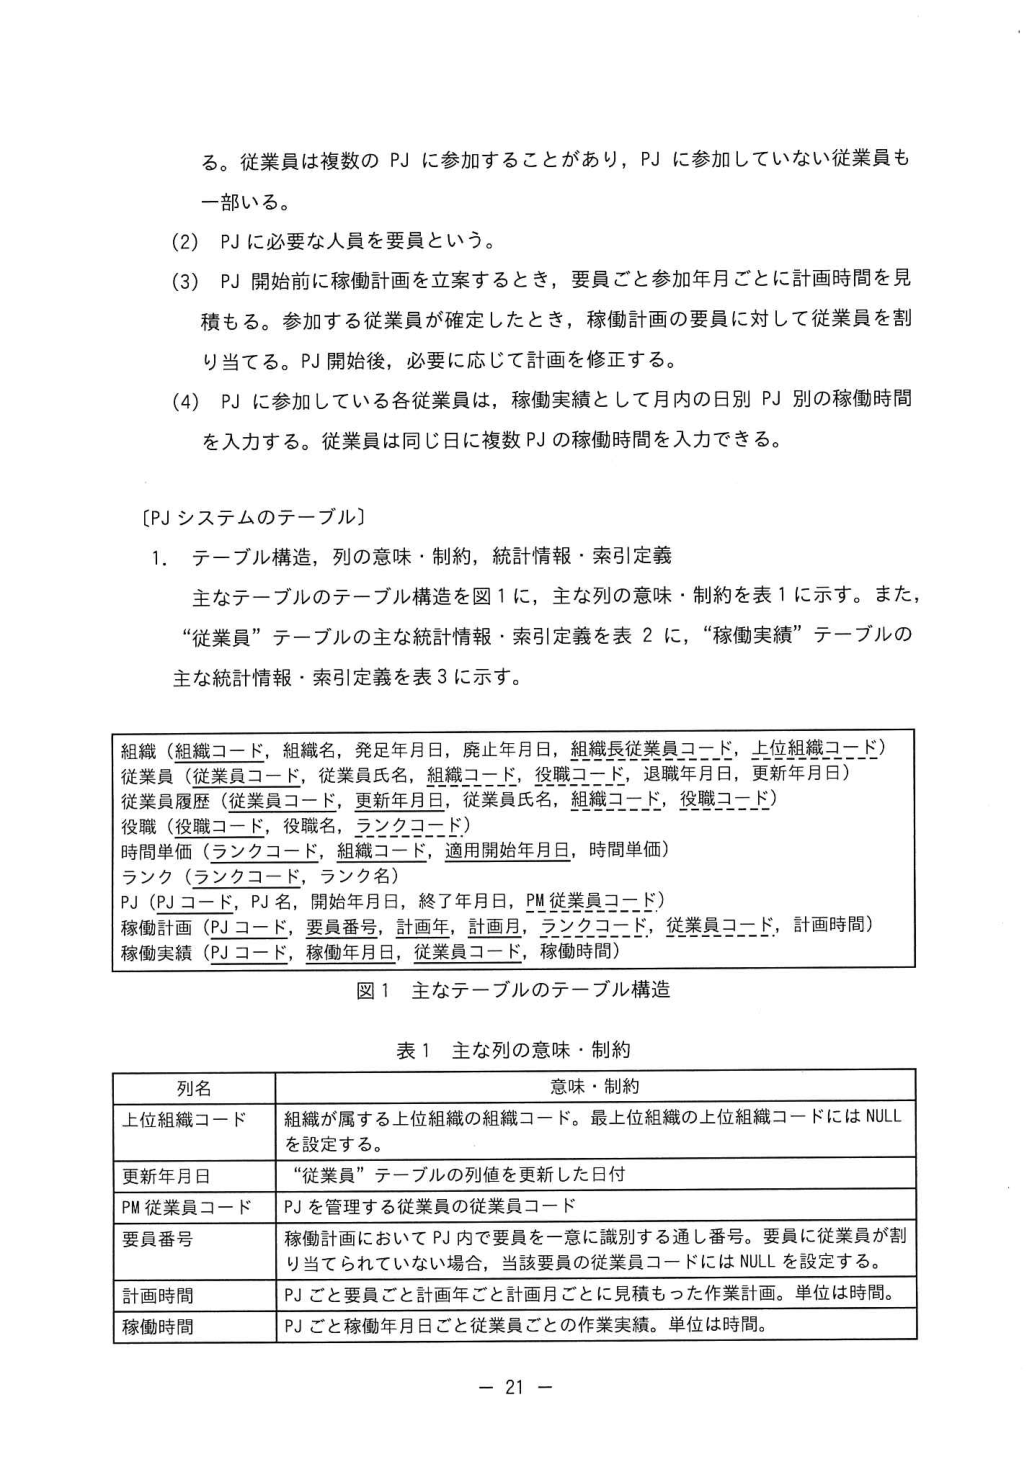 る。従業員は複数の PJ に参加することがあり，PJ に参加していない従業員も
一部いる。
(2) PJ に必要な人員を要員という。
(3) PJ 開始前に稼働計画を立案するとき，要員ごと参加年月ごとに計画時間を見
積もる。参加する従業員が確定したとき，稼働計画の要員に対して従業員を割
り当てる。PJ 開始後，必要に応じて計画を修正する。
(4) PJ に参加している各従業員は，稼働実績として月内の日別 PJ 別の稼働時間
を入力する。従業員は同じ日に複数 PJ の稼働時間を入力できる。
〔PJ システムのテーブル〕
1. テーブル構造，列の意味・制約，統計情報・索引定義
主なテーブルのテーブル構造を図 1 に，主な列の意味・制約を表 1 に示す。また，
“従業員” テーブルの主な統計情報・索引定義を表 2 に，“稼働実績” テーブルの
主な統計情報・索引定義を表 3 に示す。
組織（組織コード，組織名，発足年月日，廃止年月日，組織長従業員コード，上位組織コード）
従業員（従業員コード，従業員氏名，組織コード，役職コード，退職年月日，更新年月日）
従業員履歴（従業員コード，更新年月日，従業員氏名，組織コード，役職コード）
役職（役職コード，役職名，ランクコード）
時間単価（ランクコード，組織コード，適用開始年月日，時間単価）
ランク（ランクコード，ランク名）
PJ（PJ コード，PJ 名，開始年月日，終了年月日，PM 従業員コード）
稼働計画（PJ コード，要員番号，計画年，計画月，ランクコード，従業員コード，計画時間）
稼働実績（PJ コード，稼働年月日，従業員コード，稼働時間）
図 1 主なテーブルのテーブル構造
表 1 主な列の意味・制約
列名 意味・制約
上位組織コード 組織が属する上位組織の組織コード。最上位組織の上位組織コードには NULL
を設定する。
更新年月日 “従業員” テーブルの列値を更新した日付
PM 従業員コード PJ を管理する従業員の従業員コード
要員番号 稼働計画において PJ 内で要員を一意に識別する通し番号。要員に従業員が割
り当てられていない場合，当該要員の従業員コードには NULL を設定する。
計画時間 PJ ごと要員ごと計画年ごと計画月ごとに見積もった作業計画。単位は時間。
稼働時間 PJ ごと稼働年月日ごと従業員ごとの作業実績。単位は時間。
― 21 ―